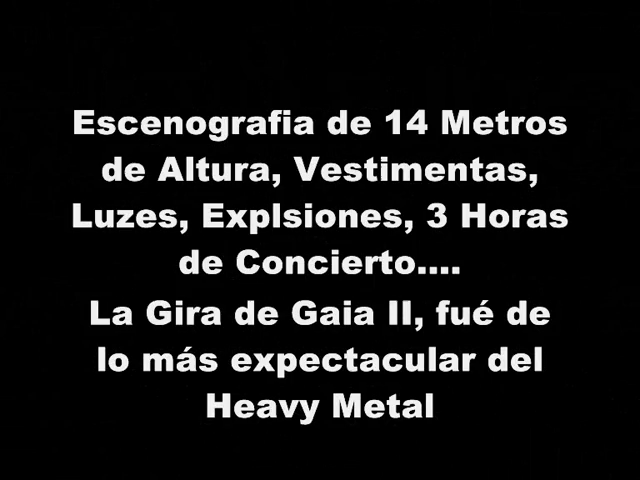 Escenografia de 14 Metros
de Altura, Vestimentas,
Luzes, Explsiones, 3 Horas
de Concierto....
La Gira de Gaia II, fué de
lo más expectacular del
Heavy Metal